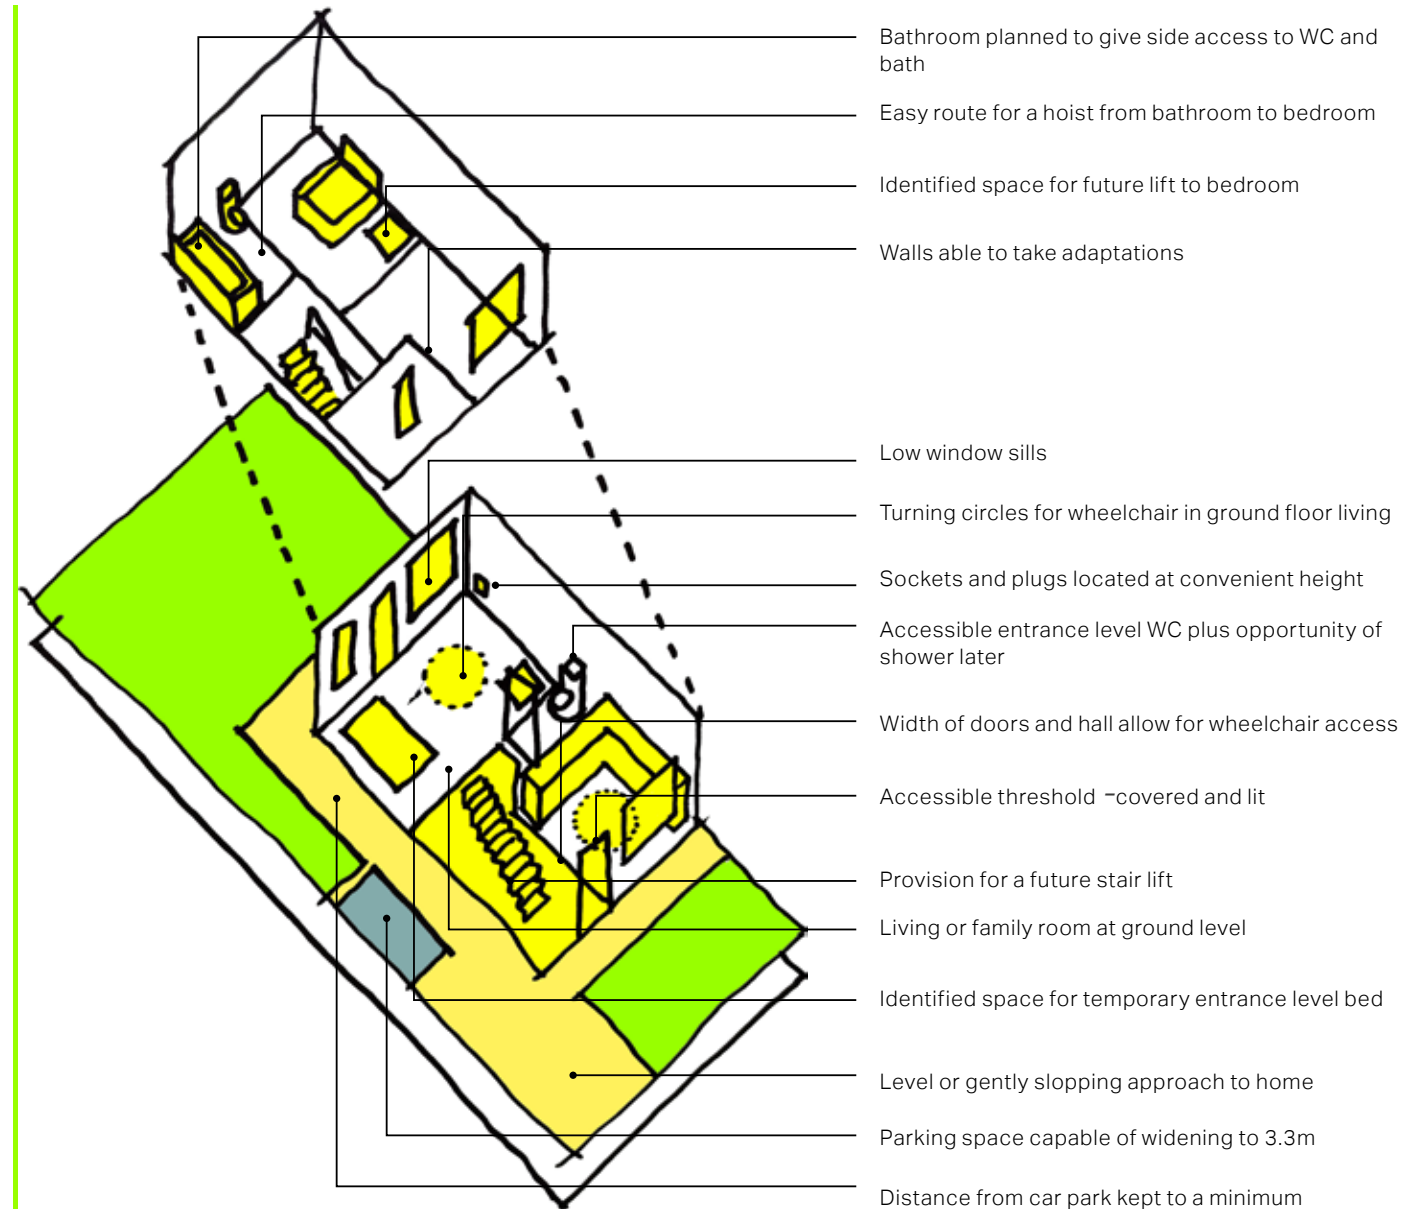 Bathroom planned to give side access to WC and
bath
Easy route for a hoist from bathroom to bedroom
Identified space for future lift to bedroom
Walls able to take adaptations
Low window sills
Turning circles for wheelchair in ground floor living
Sockets and plugs located at convenient height
Accessible entrance level WC plus opportunity of
shower later
Width of doors and hall allow for wheelchair access
Accessible threshold -covered and lit
Provision for a future stair lift
Living or family room at ground level
Identified space for temporary entrance level bed
Level or gently slopping approach to home
Parking space capable of widening to 3.3m
Distance from car park kept to a minimum